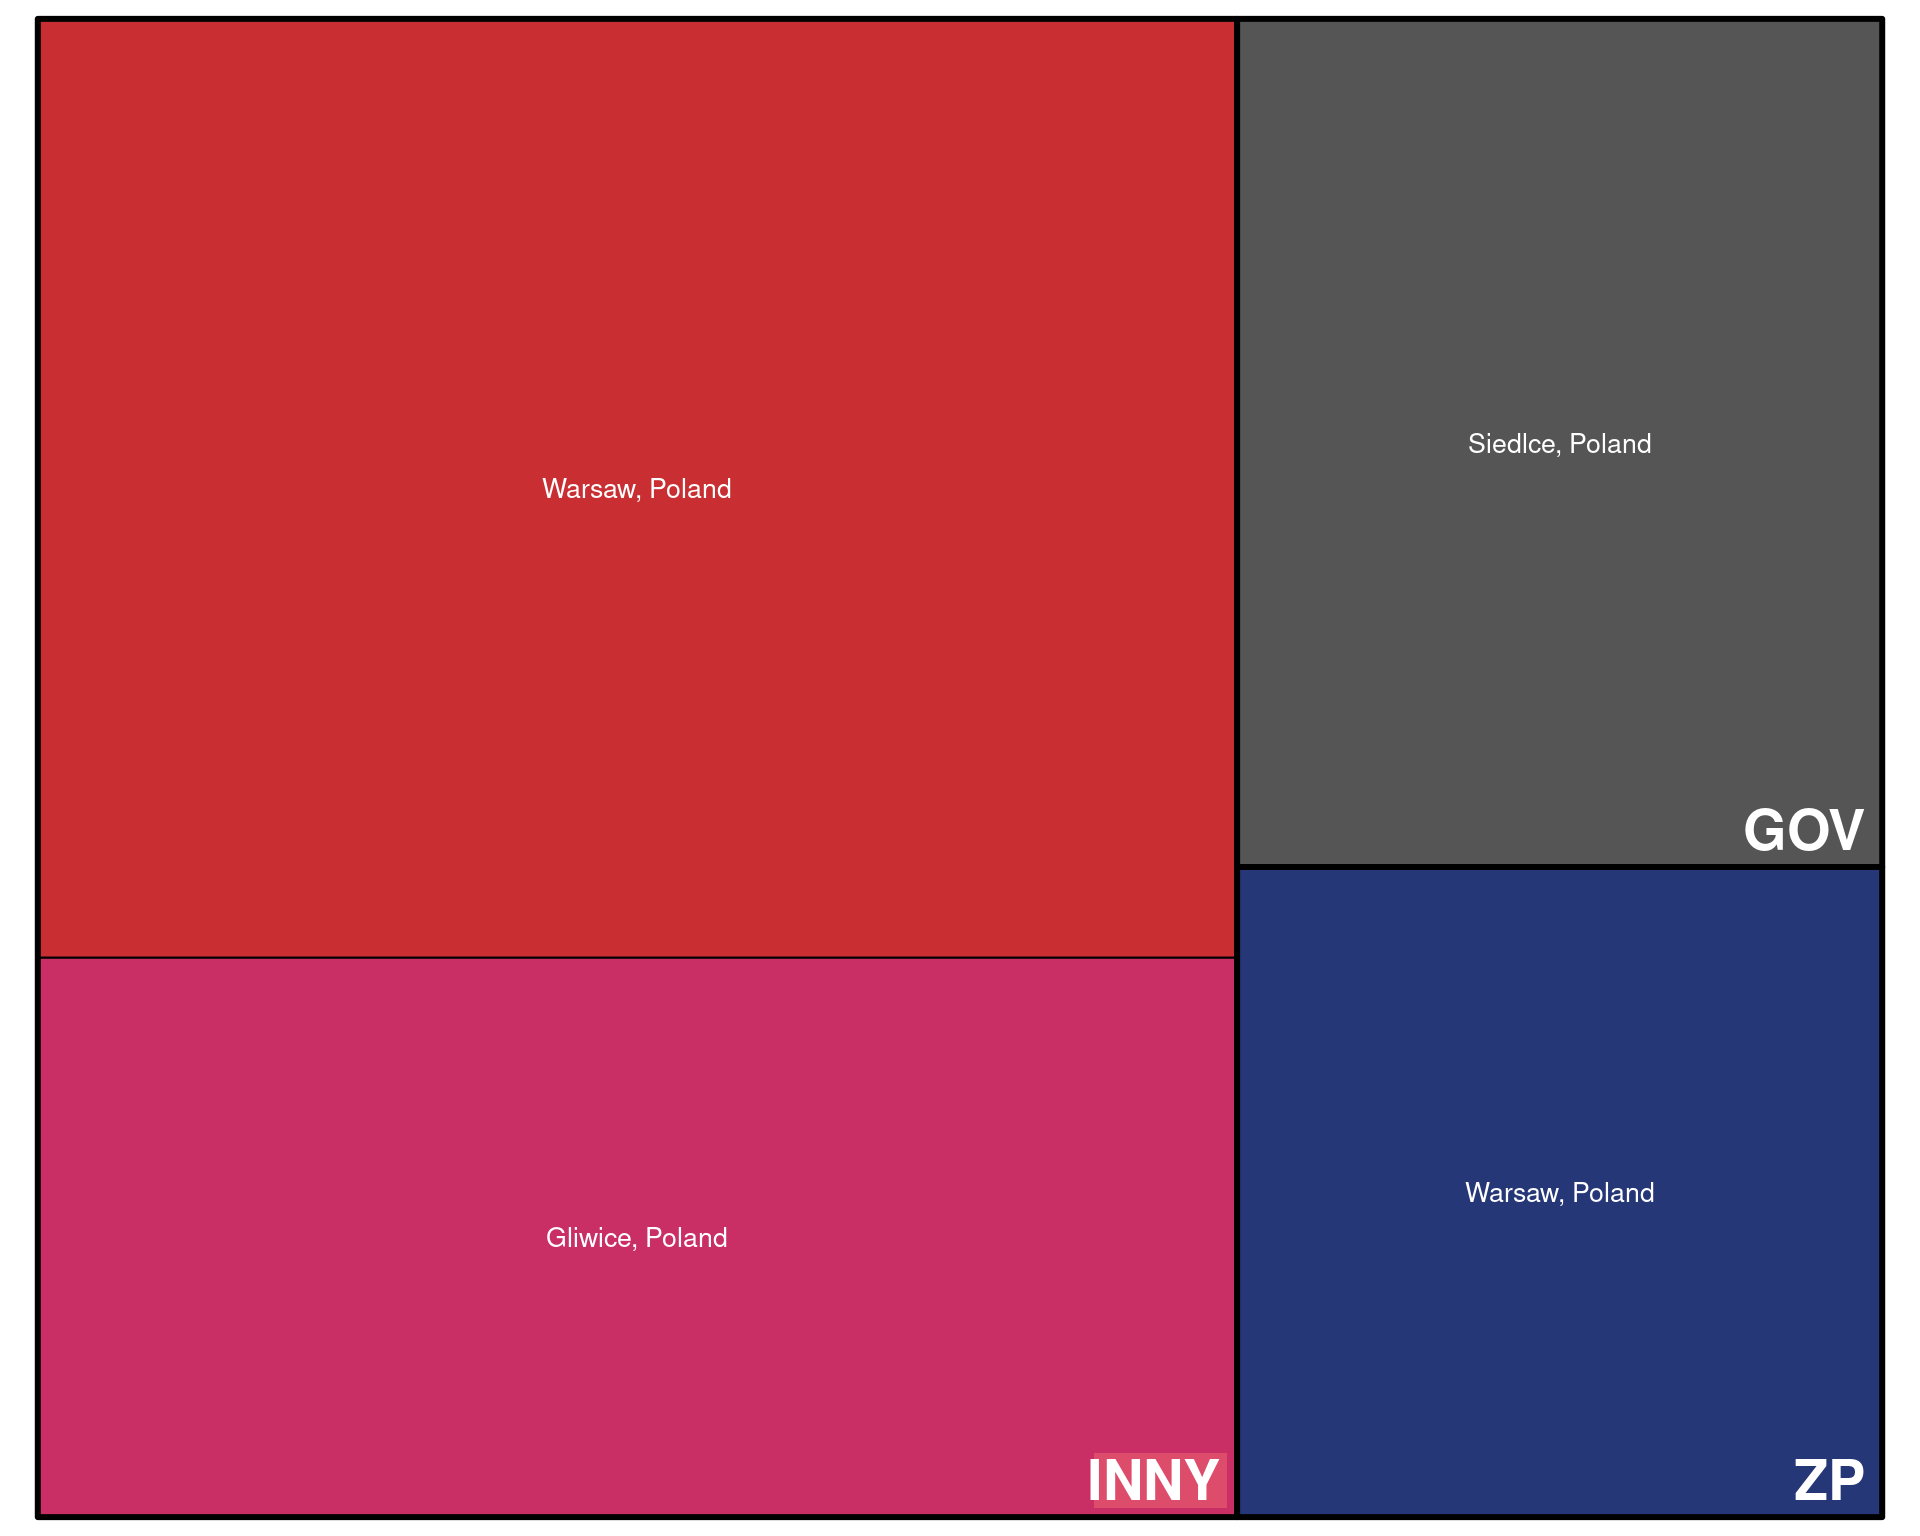 Warsaw, Poland
Siedlce, Poland
GOV
Gliwice, Poland
INNY
Warsaw, Poland
ZP